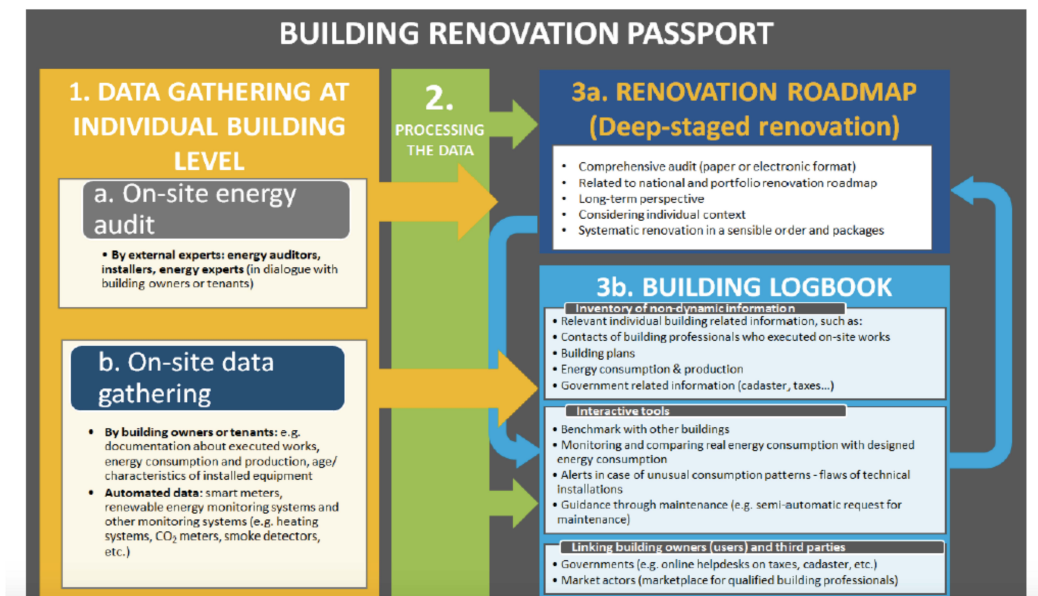 BUILDING RENOVATION PASSPORT
1. DATA GATHERING AT
INDIVIDUAL BUILDING
LEVEL
a. On-site energy
audit
• By external experts: energy auditors,
installers, energy experts (in dialogue with
building owners or tenants)
b. On-site data
gathering
• By building owners or tenants: e.g.
documentation about executed works,
energy consumption and production, age/
characteristics of installed equipment
• Automated data: smart meters,
renewable energy monitoring systems and
other monitoring systems (e.g. heating
systems, CO₂ meters, smoke detectors,
etc.)
2.
PROCESSING
THE DATA
3a. RENOVATION ROADMAP
(Deep-staged renovation)
• Comprehensive audit (paper or electronic format)
• Related to national and portfolio renovation roadmap
• Long-term perspective
• Considering individual context
• Systematic renovation in a sensible order and packages
3b. BUILDING LOGBOOK
Inventory of non-dynamic information
• Relevant individual building related information, such as:
• Contacts of building professionals who executed on-site works
• Building plans
• Energy consumption & production
• Government related information (cadaster, taxes...)
Interactive tools
• Benchmark with other buildings
• Monitoring and comparing real energy consumption with designed
energy consumption
• Alerts in case of unusual consumption patterns - flaws of technical
installations
• Guidance through maintenance (e.g. semi-automatic request for
maintenance)
Linking building owners (users) and third parties
• Governments (e.g. online helpdesks on taxes, cadaster, etc.)
• Market actors (marketplace for qualified building professionals)